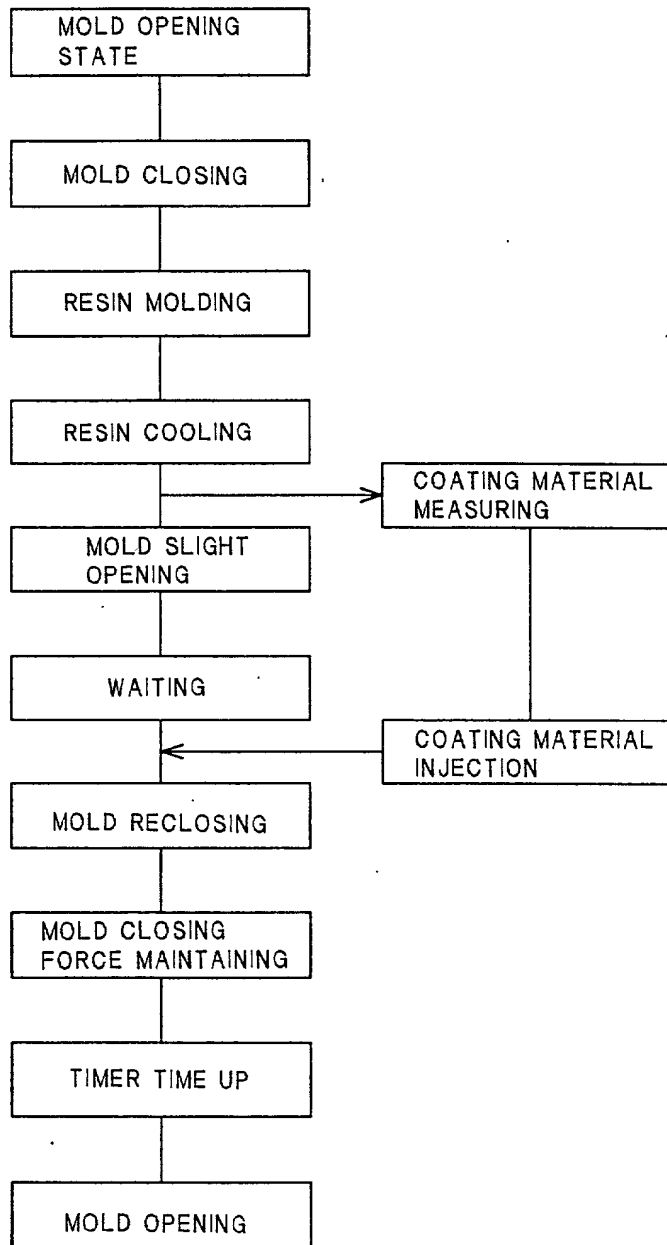 MOLD OPENING
STATE
MOLD CLOSING
RESIN MOLDING
RESIN COOLING
COATING MATERIAL
MEASURING
MOLD SLIGHT
OPENING
WAITING
COATING MATERIAL
INJECTION
MOLD RECLOSING
MOLD CLOSING
FORCE MAINTAINING
TIMER TIME UP
MOLD OPENING